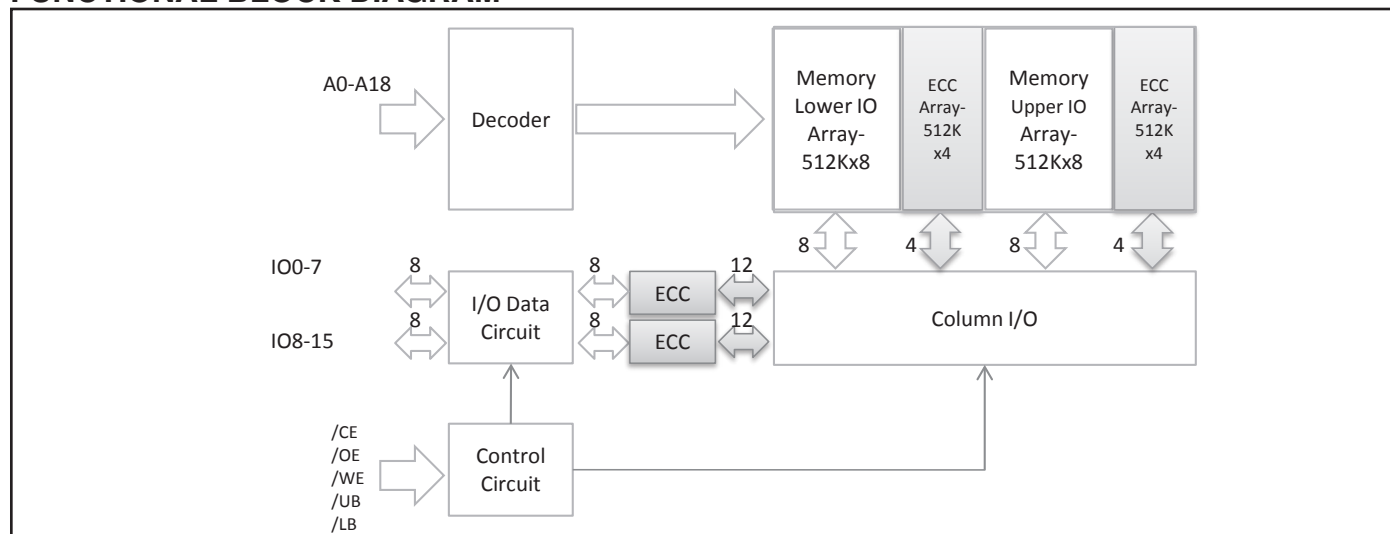 FUNCTIONAL BLOCK DIAGRAM
A0-A18
Decoder
Memory
Lower IO
Array-
512Kx8
ECC
Array-
512K
x4
Memory
Upper IO
Array-
512Kx8
ECC
Array-
512K
x4
8
4
8
4
IO0-7
8
8
12
I/O Data
Circuit
ECC
Column I/O
IO8-15
8
8
12
ECC
/CE
/OE
/WE
/UB
/LB
Control
Circuit